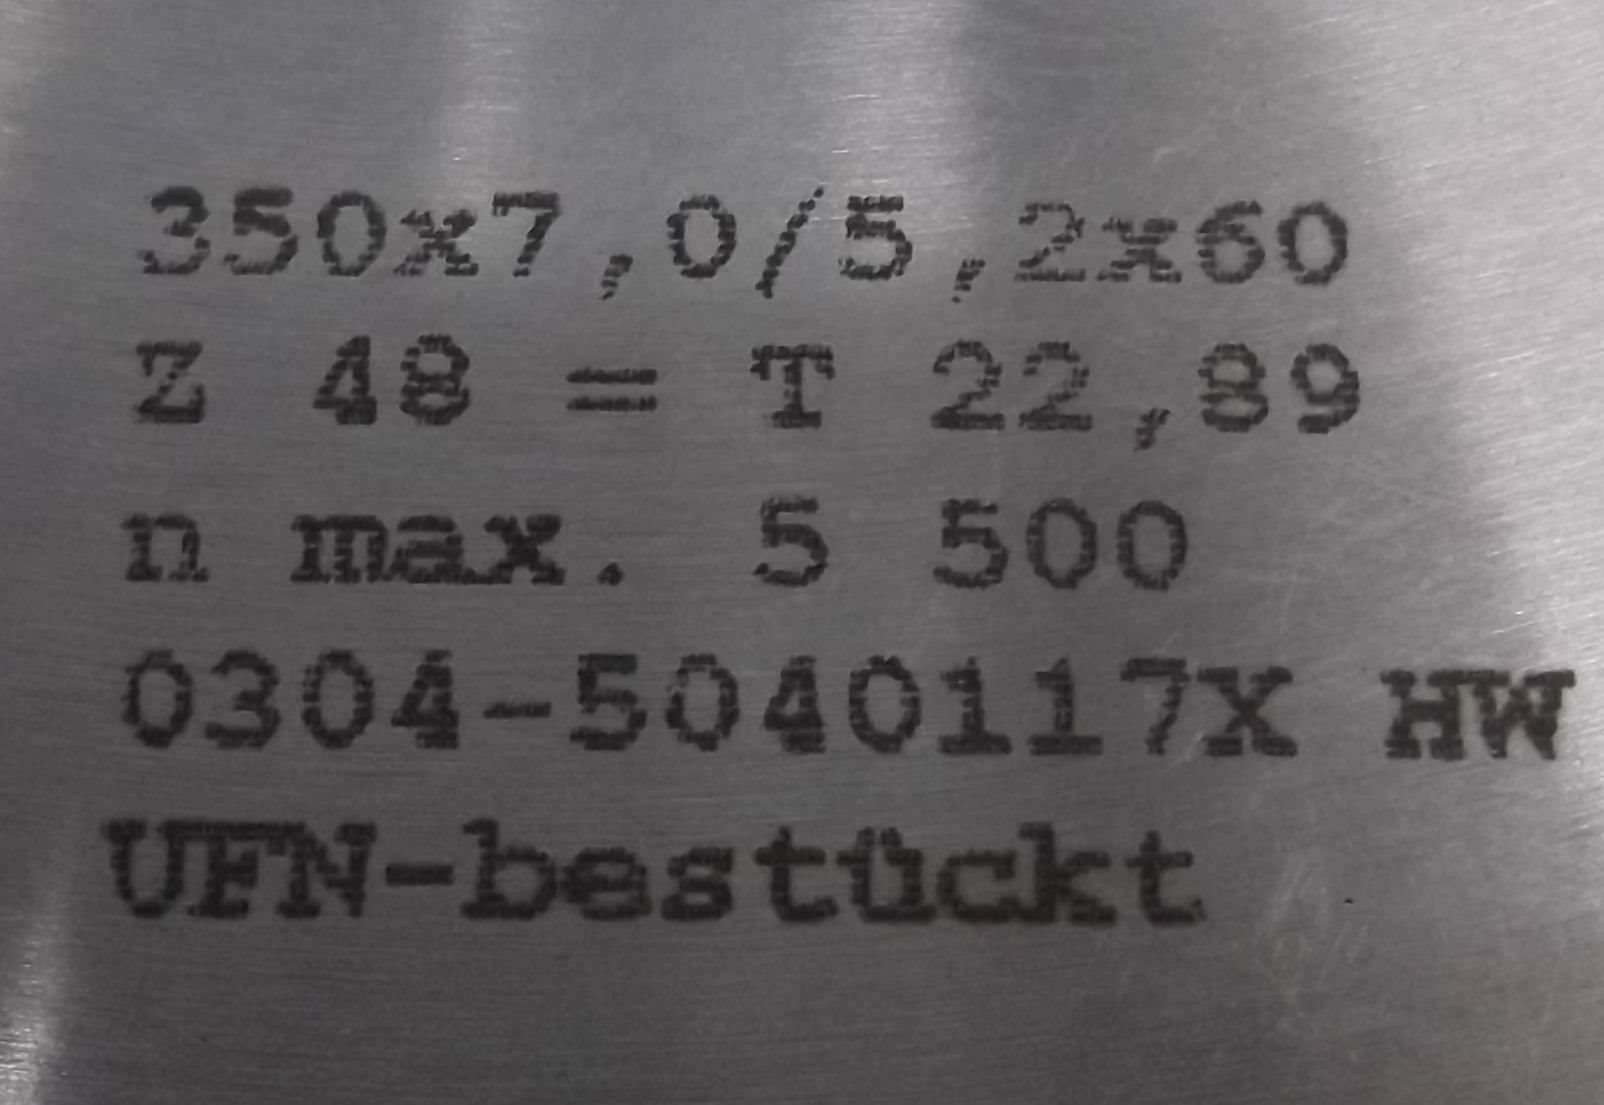 350x7,0/5,2x60
Z 48 = T 22,89
n max. 5 500
0304-5040117X HW
UFN-bestückt